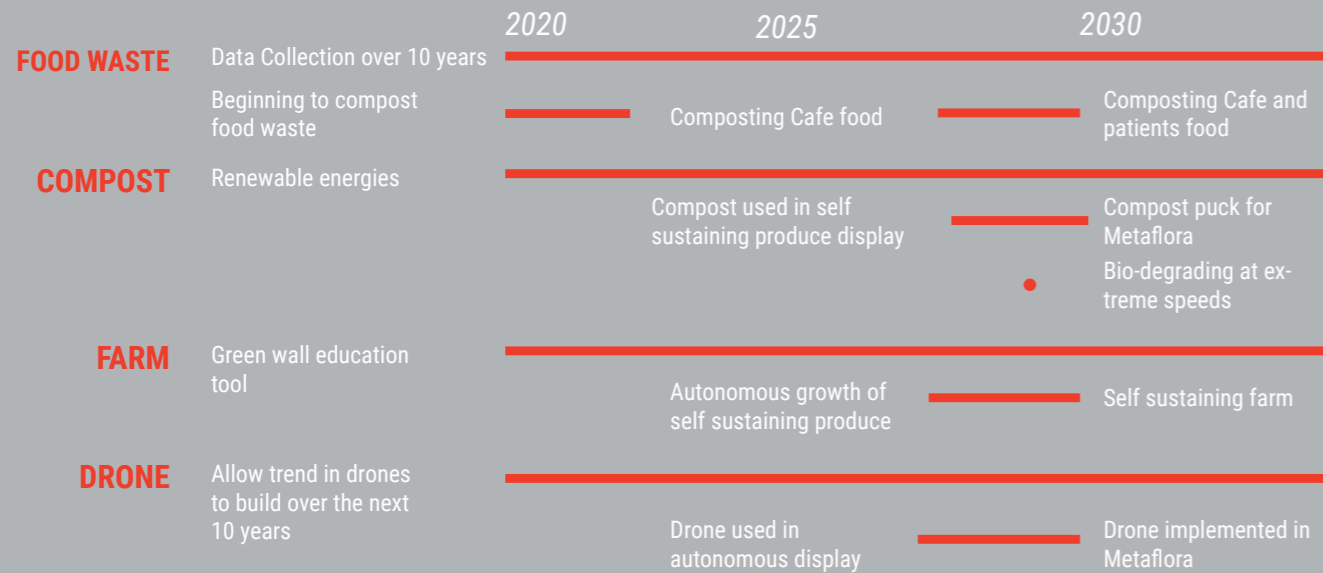 2020
2025
2030
FOOD WASTE
Data Collection over 10 years
Beginning to compost
food waste
Composting Cafe food
Composting Cafe and
patients food
COMPOST
Renewable energies
Compost used in self
sustaining produce display
Compost puck for
Metaflora
Bio-degrading at ex-
treme speeds
FARM
Green wall education
tool
Autonomous growth of
self sustaining produce
Self sustaining farm
DRONE
Allow trend in drones
to build over the next
10 years
Drone used in
autonomous display
Drone implemented in
Metaflora